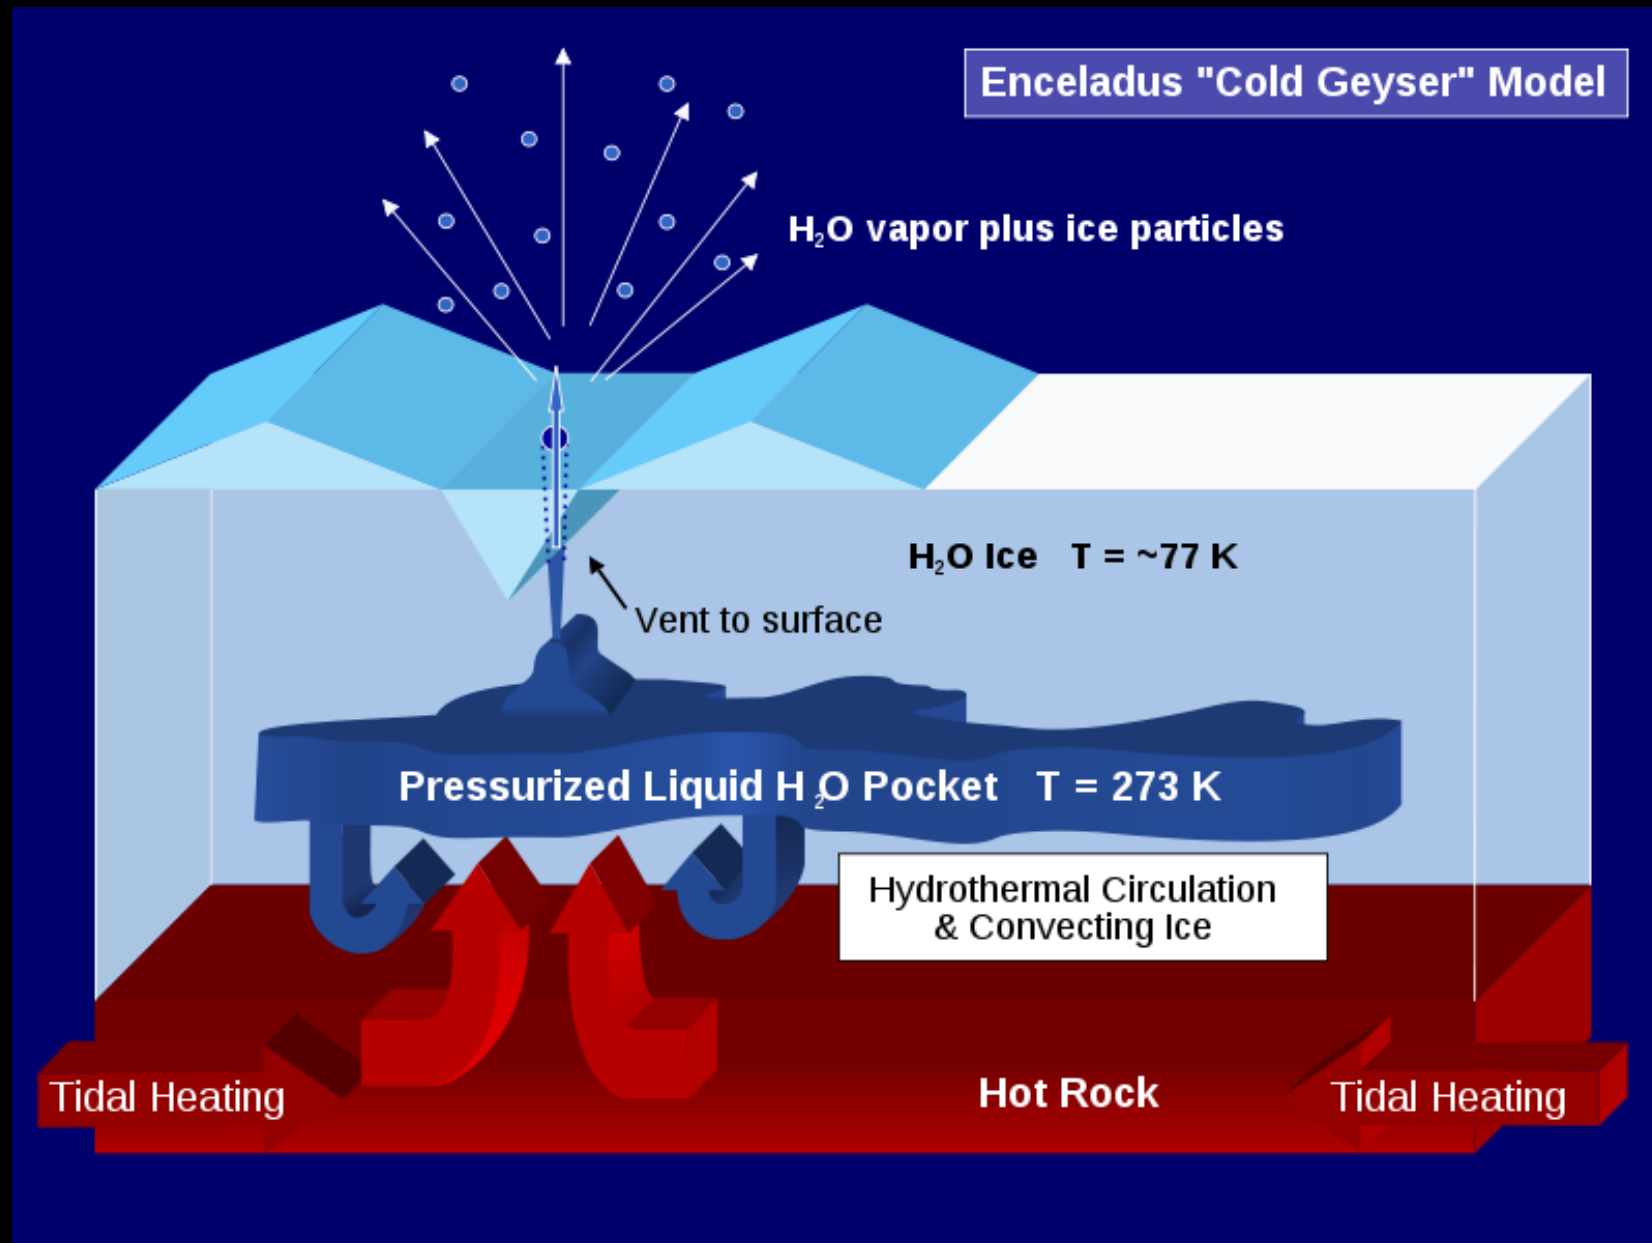 Enceladus "Cold Geyser" Model
H₂O vapor plus ice particles
H₂O Ice T = ~77 K
Vent to surface
Pressurized Liquid H₂O Pocket T = 273 K
Hydrothermal Circulation
& Convecting Ice
Tidal Heating
Hot Rock
Tidal Heating